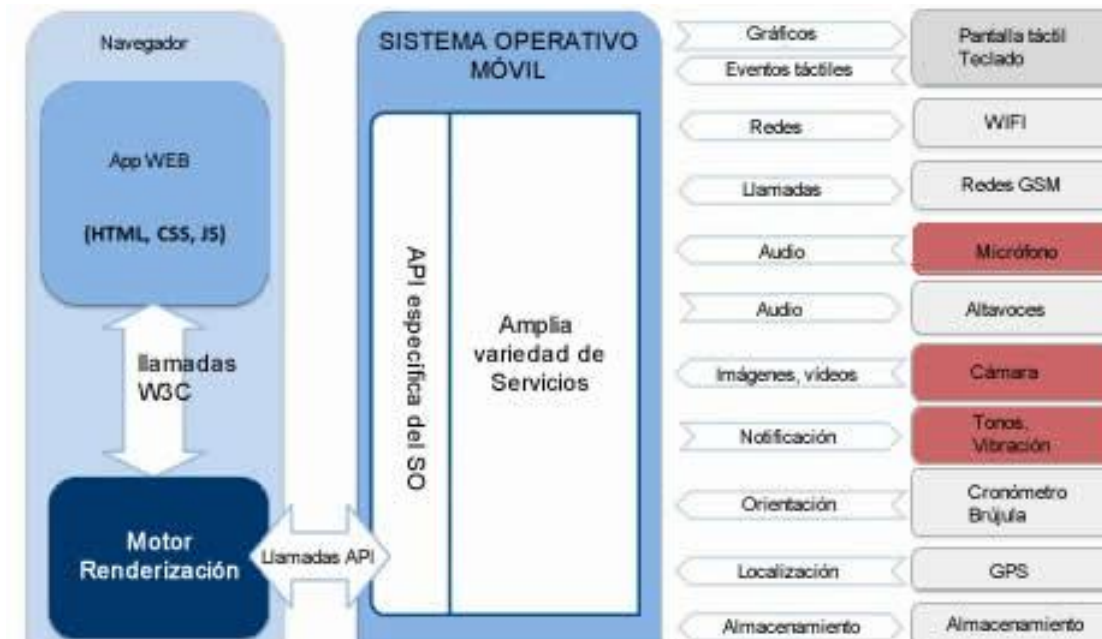 Navegador
App WEB
(HTML, CSS, JS)
llamadas
W3C
Motor
Renderización
Llamadas API
SISTEMA OPERATIVO
MÓVIL
API específica del SO
Amplia
variedad de
Servicios
Gráficos
Eventos táctiles
Pantalla táctil
Teclado
Redes
WIFI
Llamadas
Redes GSM
Audio
Micrófono
Audio
Altavoces
Imágenes, vídeos
Cámara
Notificación
Tonos,
Vibración
Orientación
Cronómetro
Brújula
Localización
GPS
Almacenamiento
Almacenamiento